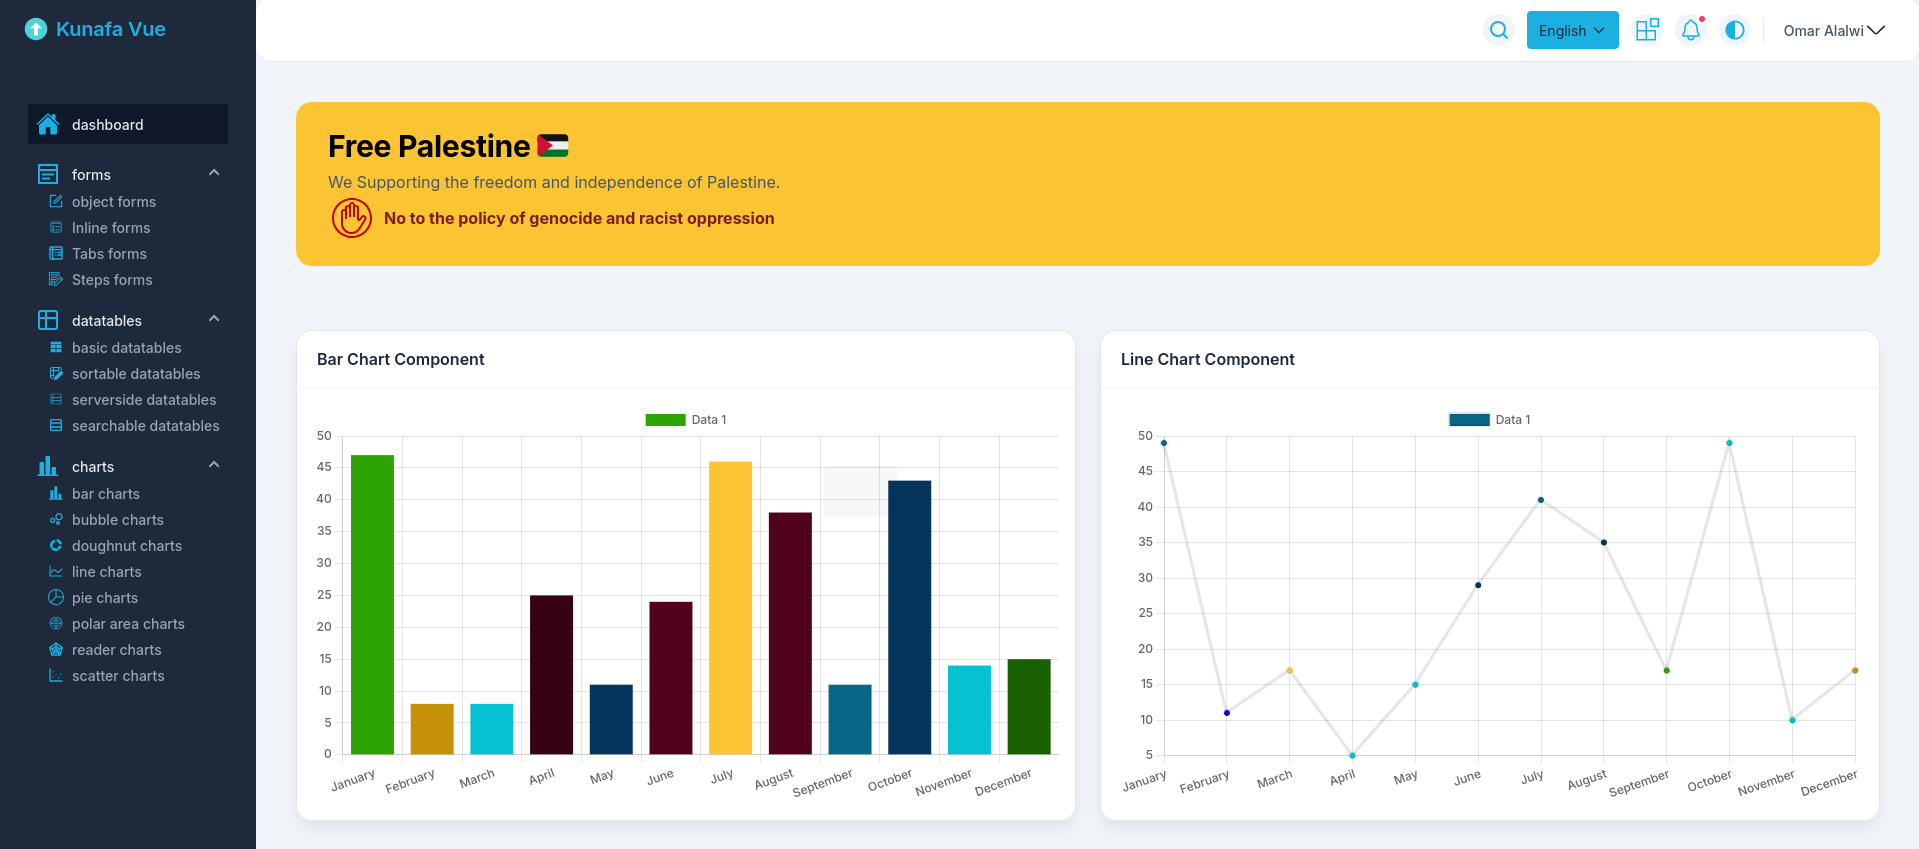 Kunafa Vue
English
Omar Alalwi
dashboard
forms
object forms
Inline forms
Tabs forms
Steps forms
datatables
basic datatables
sortable datatables
serverside datatables
searchable datatables
charts
bar charts
bubble charts
doughnut charts
line charts
pie charts
polar area charts
reader charts
scatter charts
Free Palestine
We Supporting the freedom and independence of Palestine.
No to the policy of genocide and racist oppression
Bar Chart Component
Data 1
50
45
40
35
30
25
20
15
10
5
0
January February March April May June July August September October November December
Line Chart Component
Data 1
50
45
40
35
30
25
20
15
10
5
January February March April May June July August September October November December